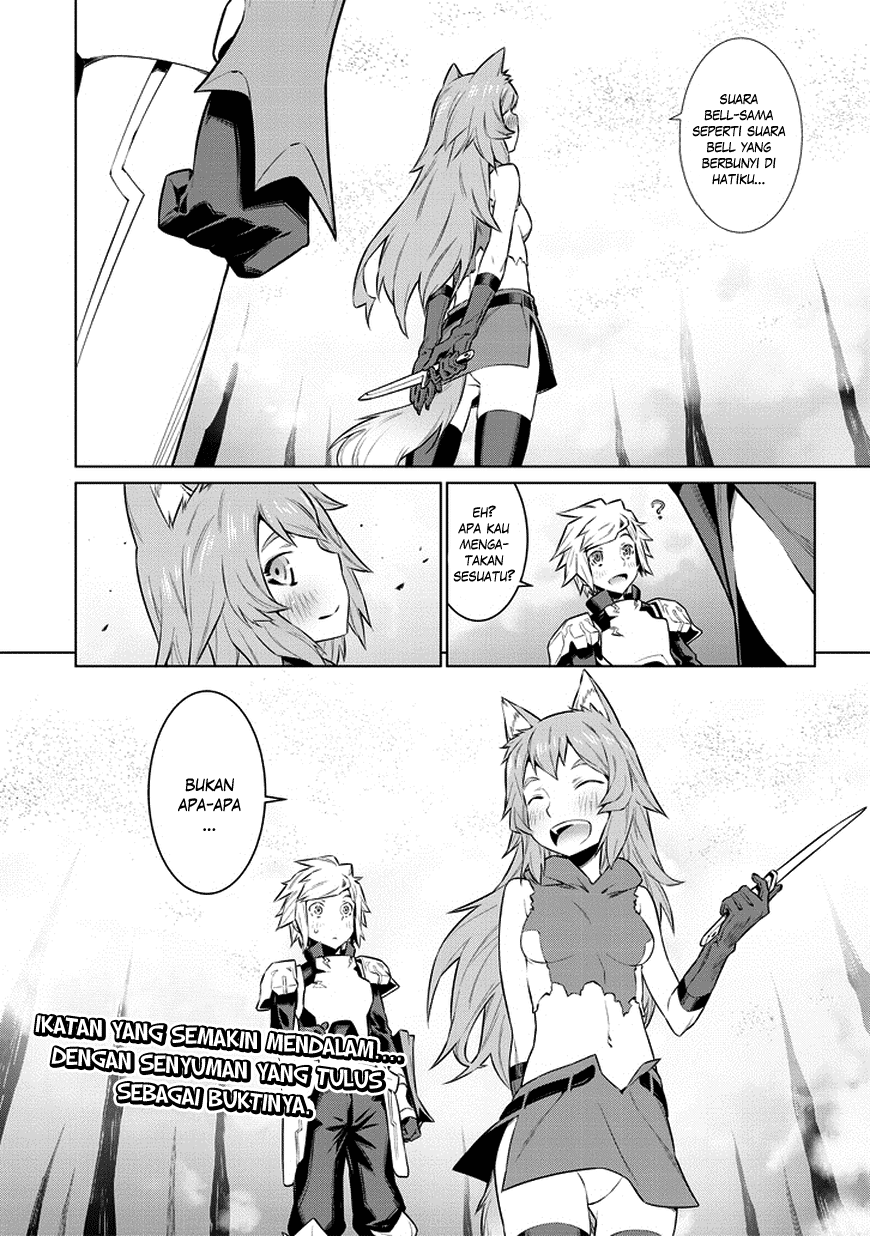 SUARA
BELL-SAMA
SEPERTI SUARA
BELL YANG
BERBUNYI DI
HATIKU...
EH?
APA KAU
MENGA-
TAKAN
SESUATU?
?
BUKAN
APA-APA
...
IKATAN YANG SEMAKIN MENDALAM....
DENGAN SENYUMAN YANG TULUS
SEBAGAI BUKTINYA.